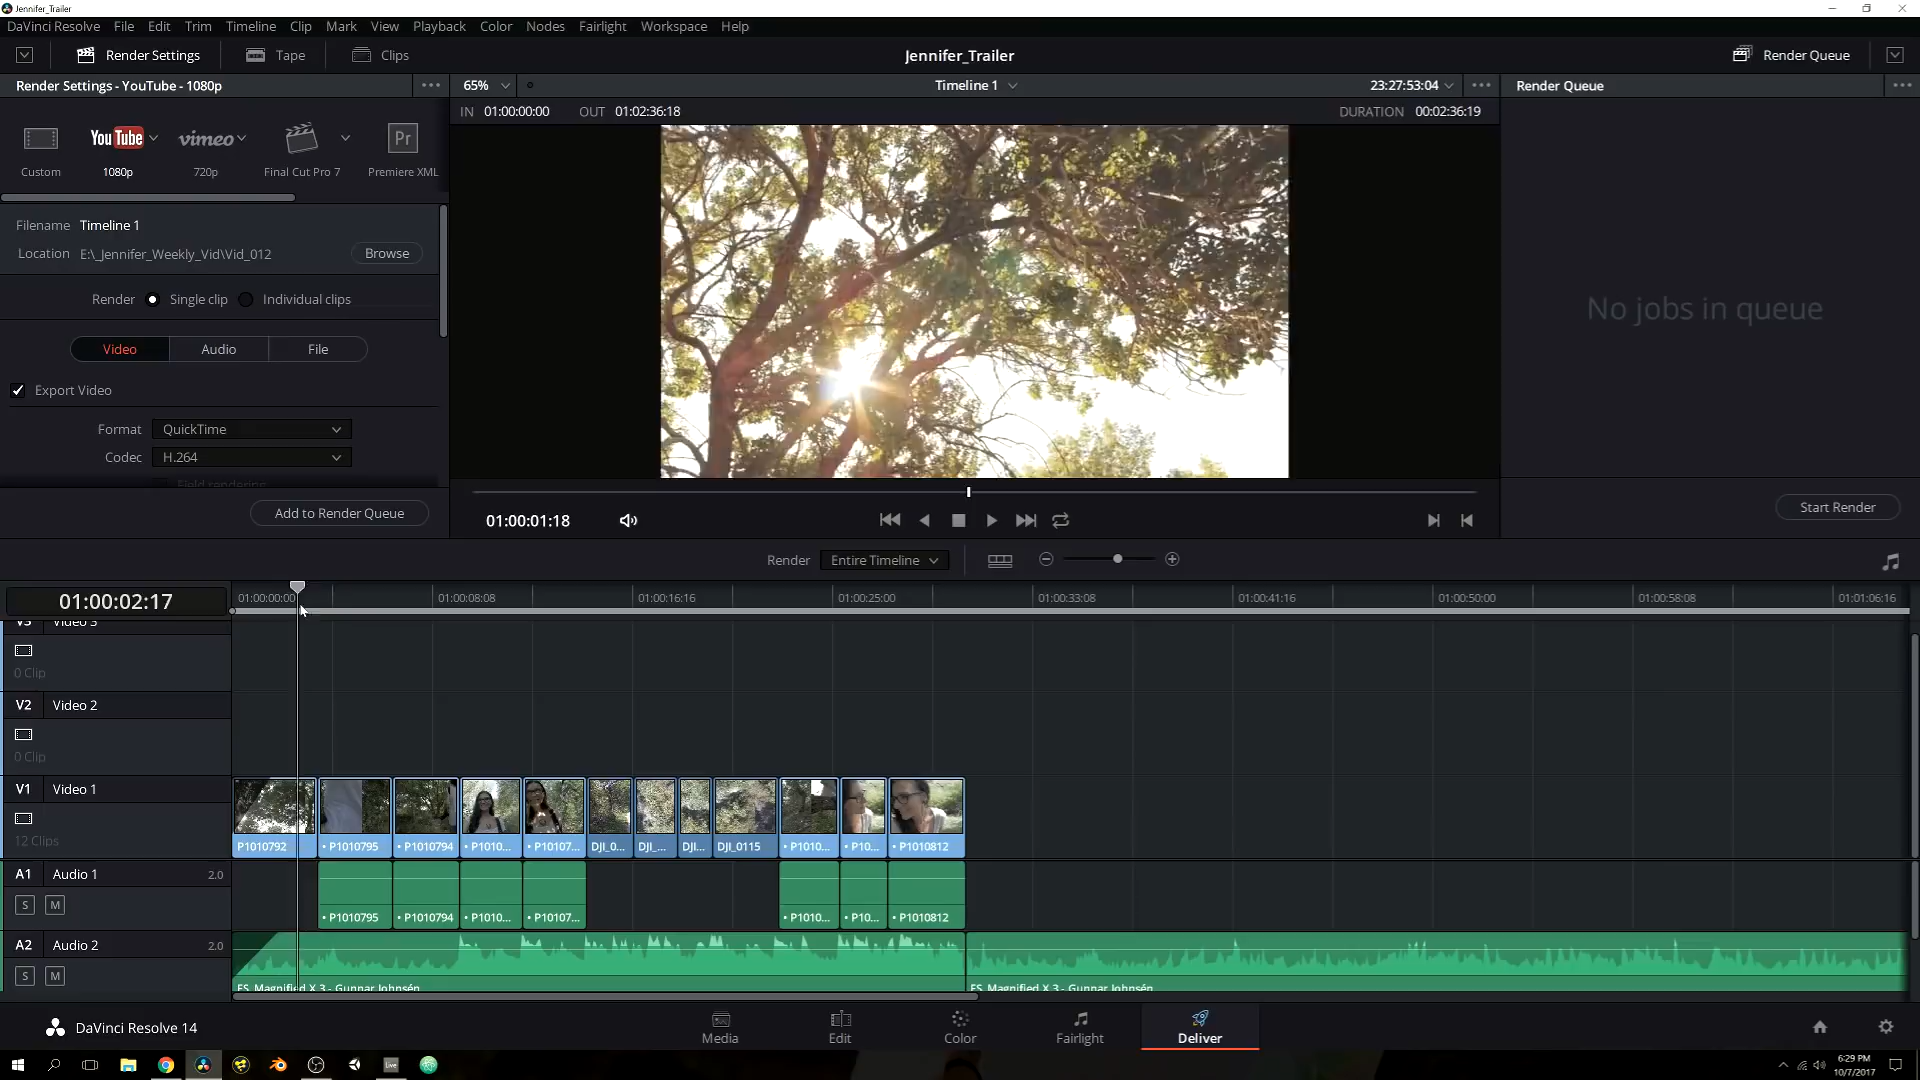 Jennifer_Trailer
DaVinci Resolve File Edit Trim Timeline Clip Mark View Playback Color Nodes Fairlight Workspace Help
Render Settings Tape Clips Jennifer_Trailer Render Queue
Render Settings - YouTube - 1080p 65% Timeline 1 23:27:53:04 Render Queue
IN 01:00:00:00 OUT 01:02:36:18 DURATION 00:02:36:19
YouTube vimeo Pr
Custom 1080p 720p Final Cut Pro 7 Premiere XML
Filename Timeline 1
Location E:\_Jennifer_Weekly_Vid\Vid_012 Browse
Render Single clip Individual clips
No jobs in queue
Video Audio File
Export Video
Format QuickTime
Codec H.264
Field rendering
Add to Render Queue
01:00:01:18
Start Render
Render Entire Timeline
01:00:02:17
01:00:00:00 01:00:08:08 01:00:16:16 01:00:25:00 01:00:33:08 01:00:41:16 01:00:50:00 01:00:58:08 01:01:06:16
V3 Video 3
0 Clip
V2 Video 2
0 Clip
V1 Video 1
12 Clips
P1010792 • P1010795 • P1010794 • P1010... • P10107... DJI_0... DJI_... DJI... DJI_0115 • P1010... • P10... • P1010812
A1 Audio 1 2.0
S M
• P1010795 • P1010794 • P1010... • P10107... • P1010... • P10... • P1010812
A2 Audio 2 2.0
S M
ES_Magnified X 3 - Gunnar Johnsén ES_Magnified X 3 - Gunnar Johnsén
DaVinci Resolve 14
Media Edit Color Fairlight Deliver
Live
6:29 PM
10/7/2017